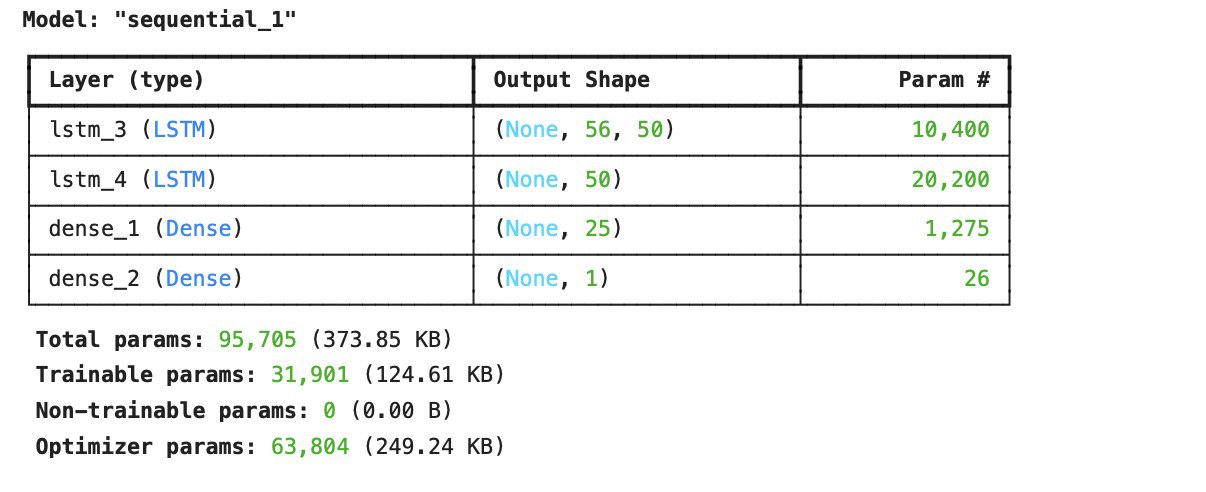 Model: "sequential_1"
Layer (type) Output Shape Param #
lstm_3 (LSTM) (None, 56, 50) 10,400
lstm_4 (LSTM) (None, 50) 20,200
dense_1 (Dense) (None, 25) 1,275
dense_2 (Dense) (None, 1) 26
Total params: 95,705 (373.85 KB)
Trainable params: 31,901 (124.61 KB)
Non-trainable params: 0 (0.00 B)
Optimizer params: 63,804 (249.24 KB)